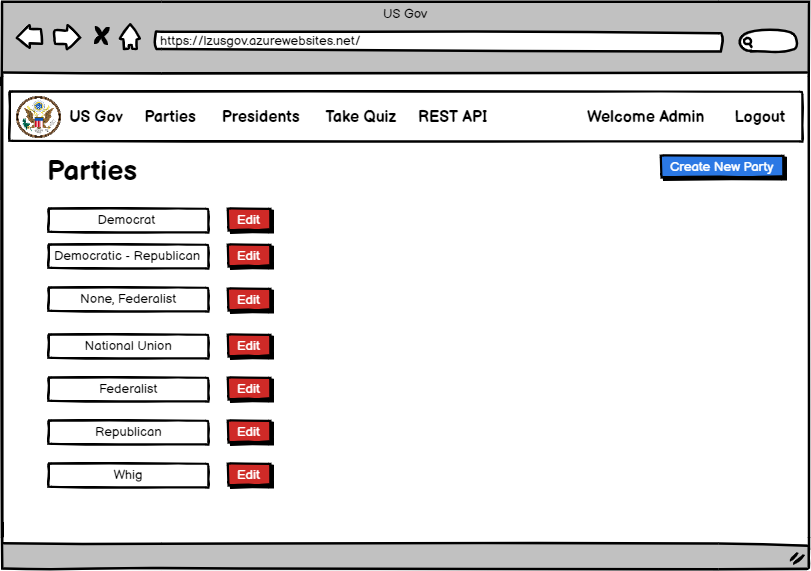 US Gov
https://lzusgov.azurewebsites.net/
US Gov Parties Presidents Take Quiz REST API Welcome Admin Logout
Parties
Create New Party
Democrat Edit
Democratic - Republican Edit
None, Federalist Edit
National Union Edit
Federalist Edit
Republican Edit
Whig Edit